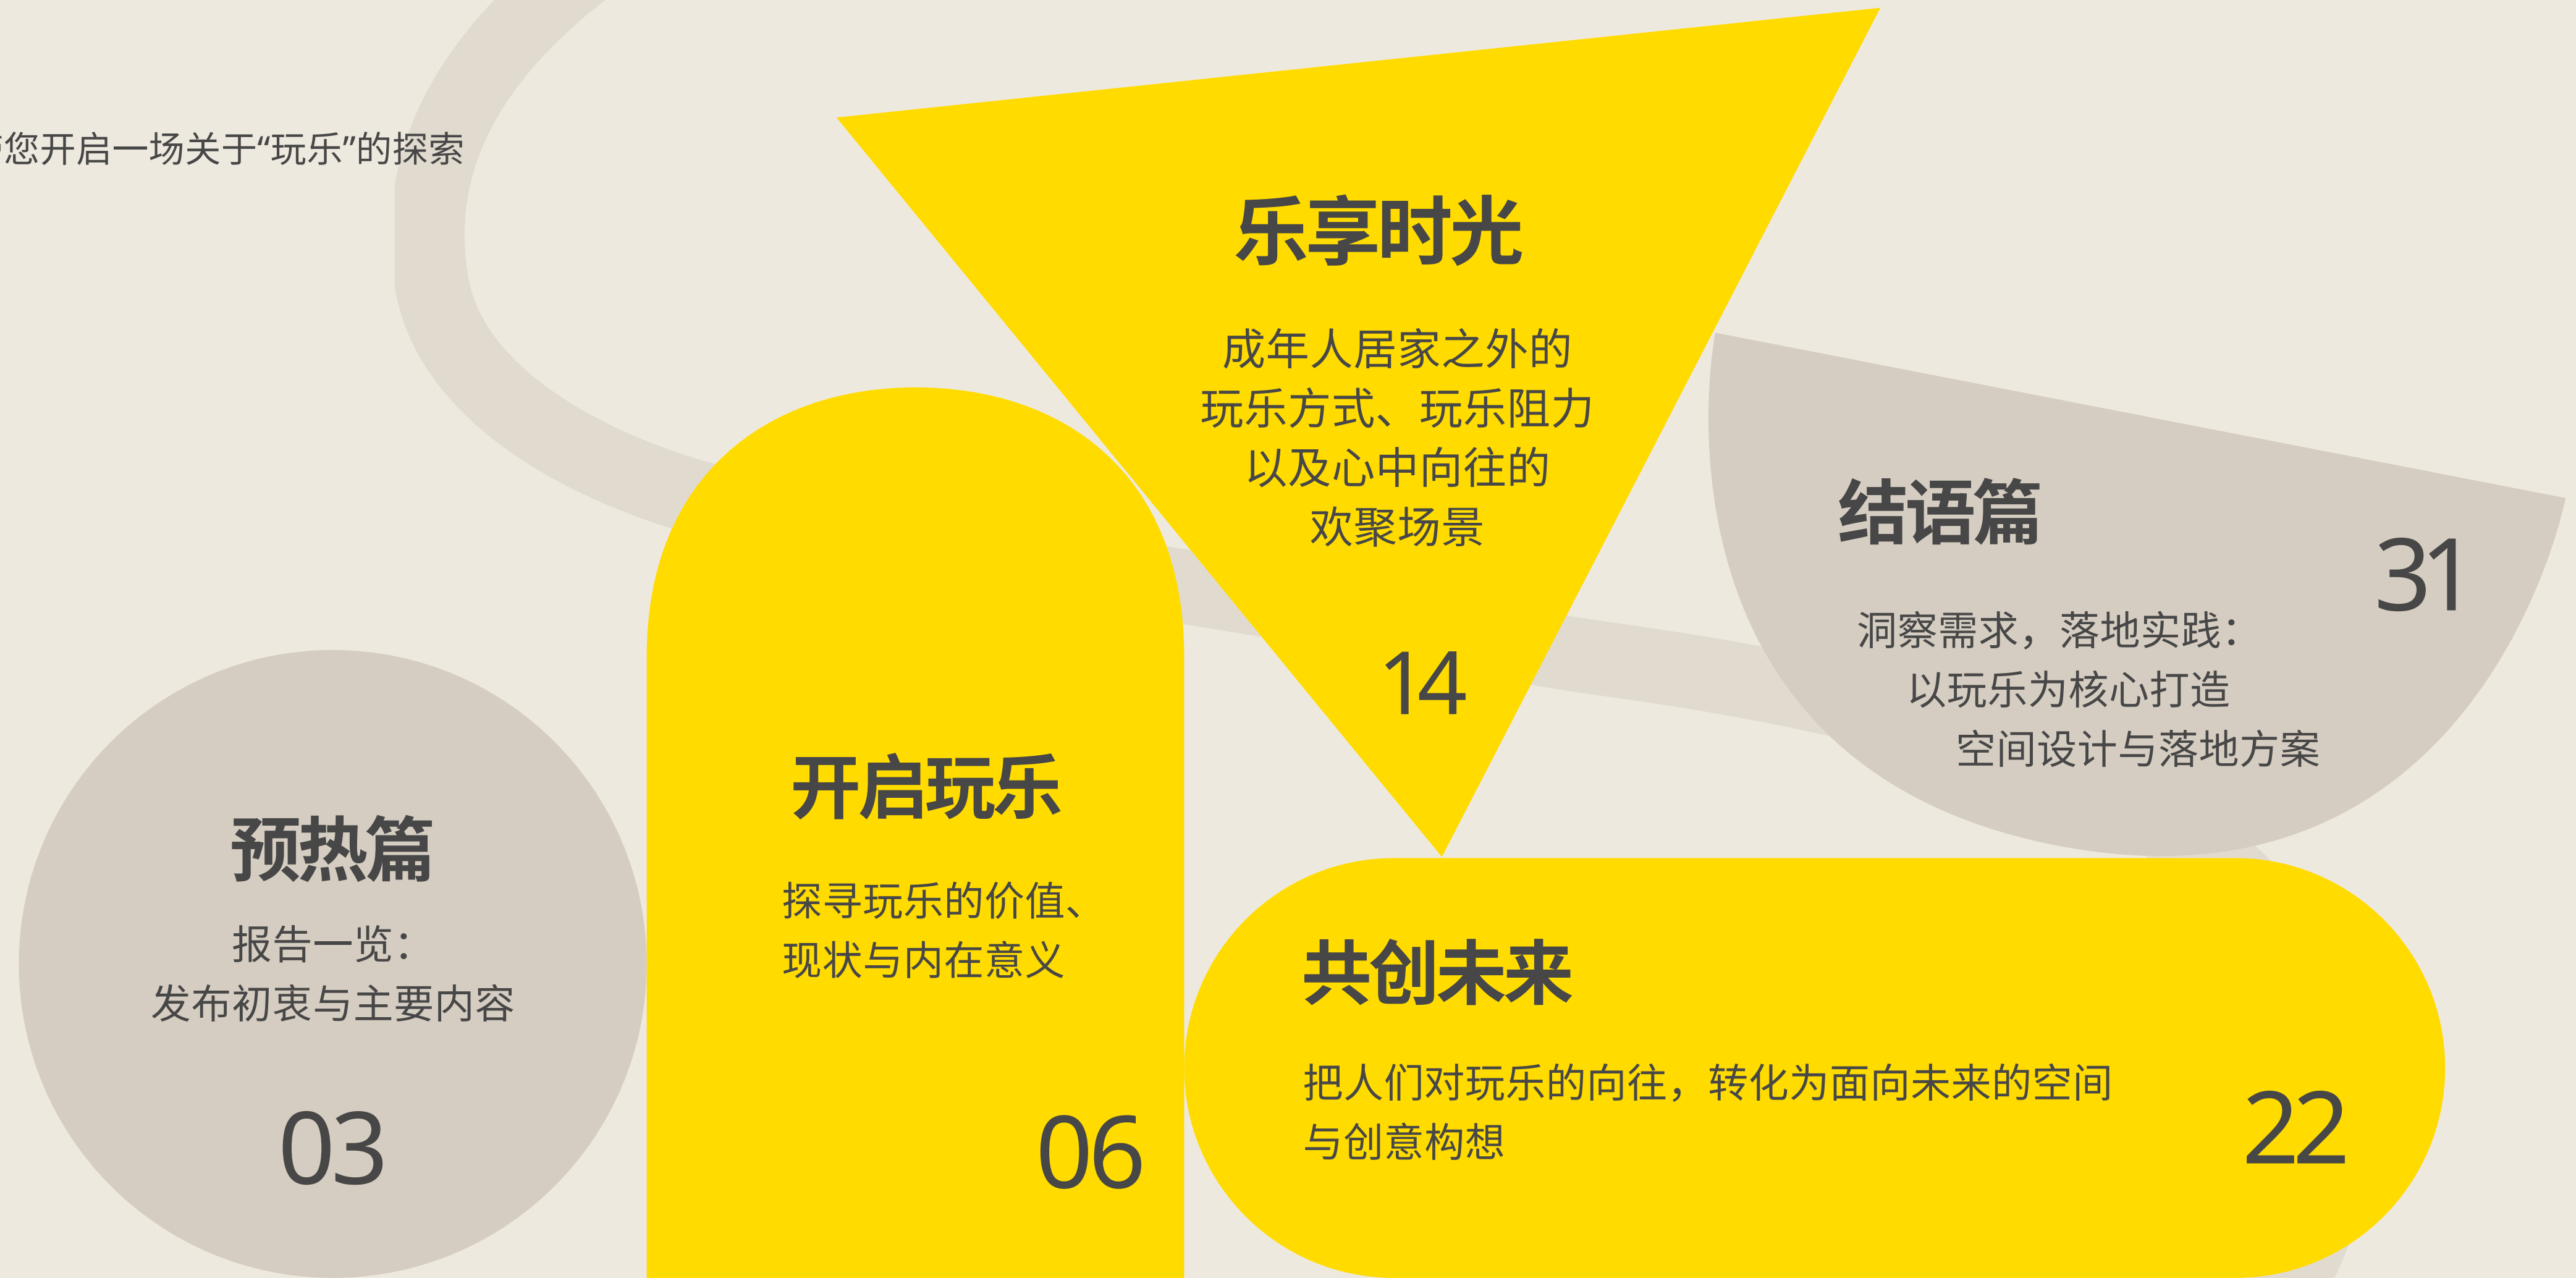 您开启一场关于“玩乐”的探索
预热篇
报告一览：
发布初衷与主要内容
03
开启玩乐
探寻玩乐的价值、
现状与内在意义
06
乐享时光
成年人居家之外的
玩乐方式、玩乐阻力
以及心中向往的
欢聚场景
14
共创未来
把人们对玩乐的向往，转化为面向未来的空间
与创意构想
22
结语篇
洞察需求，落地实践：
以玩乐为核心打造
空间设计与落地方案
31